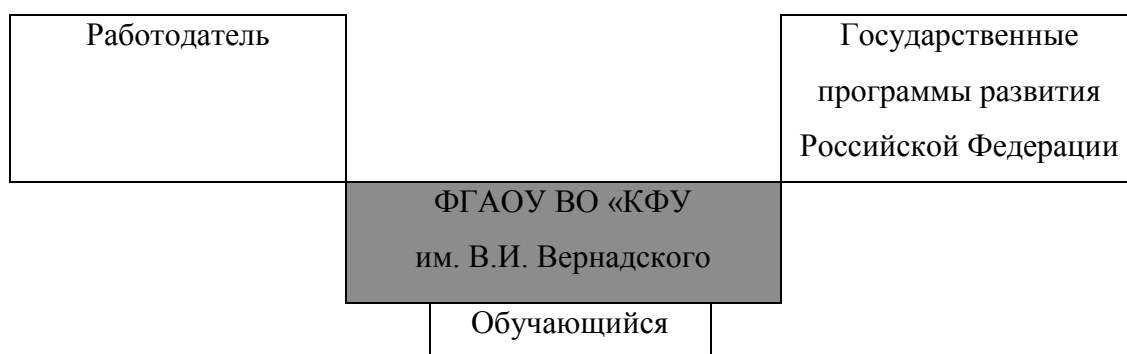 Работодатель
Государственные
программы развития
Российской Федерации
ФГАОУ ВО «КФУ
им. В.И. Вернадского
Обучающийся